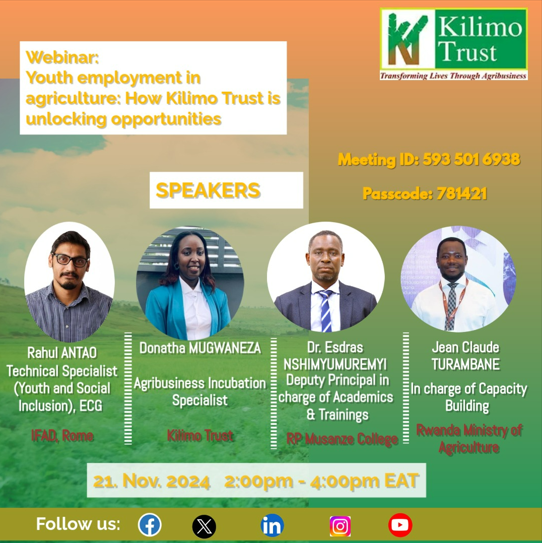 Kilimo
Trust
Transforming Lives Through Agribusiness
Webinar:
Youth employment in
agriculture: How Kilimo Trust is
unlocking opportunities
Meeting ID: 593 501 6938
Passcode: 781421
SPEAKERS
Rahul ANTAO
Technical Specialist
(Youth and Social
Inclusion), ECG
IFAD, Rome
Donatha MUGWANEZA
Agribusiness Incubation
Specialist
Kilimo Trust
Dr. Esdras
NSHIMYUMUREMYI
Deputy Principal in
charge of Academics
& Trainings
RP Musanze College
Jean Claude
TURAMBANE
In charge of Capacity
Building
Rwanda Ministry of
Agriculture
21. Nov. 2024 2:00pm - 4:00pm EAT
Follow us: